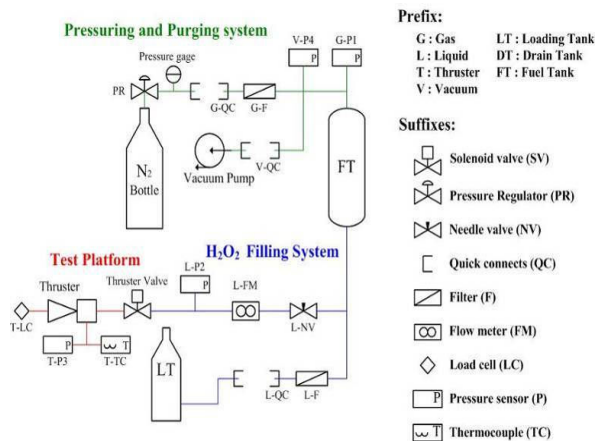 Pressuring and Purging system
Pressure gage
PR
G-QC
G-F
V-P4
P
G-P1
P
N2
Bottle
Vacuum Pump
V-QC
FT
Test Platform
H2O2 Filling System
Thruster
Thruster Valve
L-P2
P
L-FM
L-NV
T-LC
P
T-P3
T
T-TC
LT
L-QC
L-F
Prefix:
G : Gas LT : Loading Tank
L : Liquid DT : Drain Tank
T : Thruster FT : Fuel Tank
V : Vacuum
Suffixes:
Solenoid valve (SV)
Pressure Regulator (PR)
Needle valve (NV)
Quick connects (QC)
Filter (F)
Flow meter (FM)
Load cell (LC)
P Pressure sensor (P)
T Thermocouple (TC)